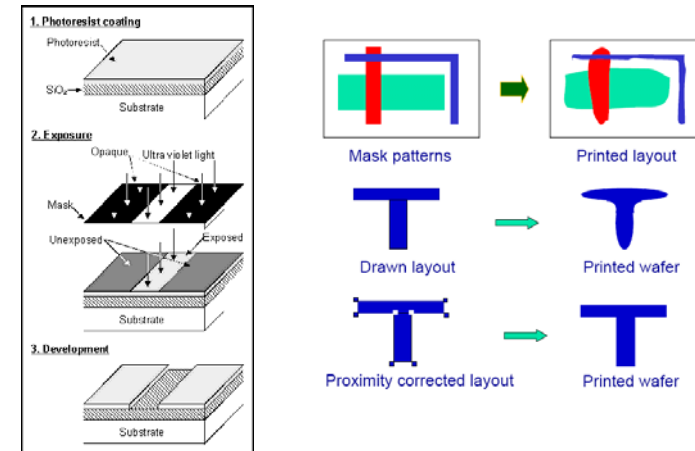 1. Photoresist coating
Photoresist
SiO₂
Substrate
2. Exposure
Opaque
Ultra violet light
Mask
Unexposed
Exposed
Substrate
3. Development
Substrate
Mask patterns
Printed layout
Drawn layout
Printed wafer
Proximity corrected layout
Printed wafer